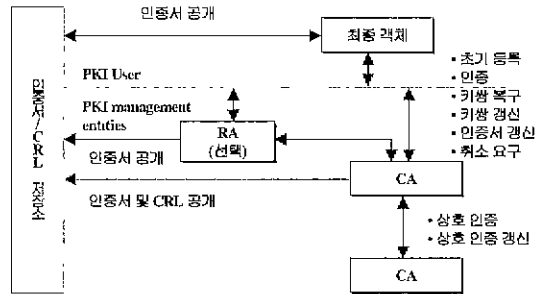 인증서 공개
최종 객체
• 초기 등록
• 인증
• 키쌍 복구
• 키쌍 갱신
• 인증서 갱신
• 취소 요구
PKI User
PKI management
entities
RA
(선택)
인증서 공개
CA
인증서 및 CRL 공개
• 상호 인증
• 상호 인증 갱신
CA
인증서/CRL 저장소